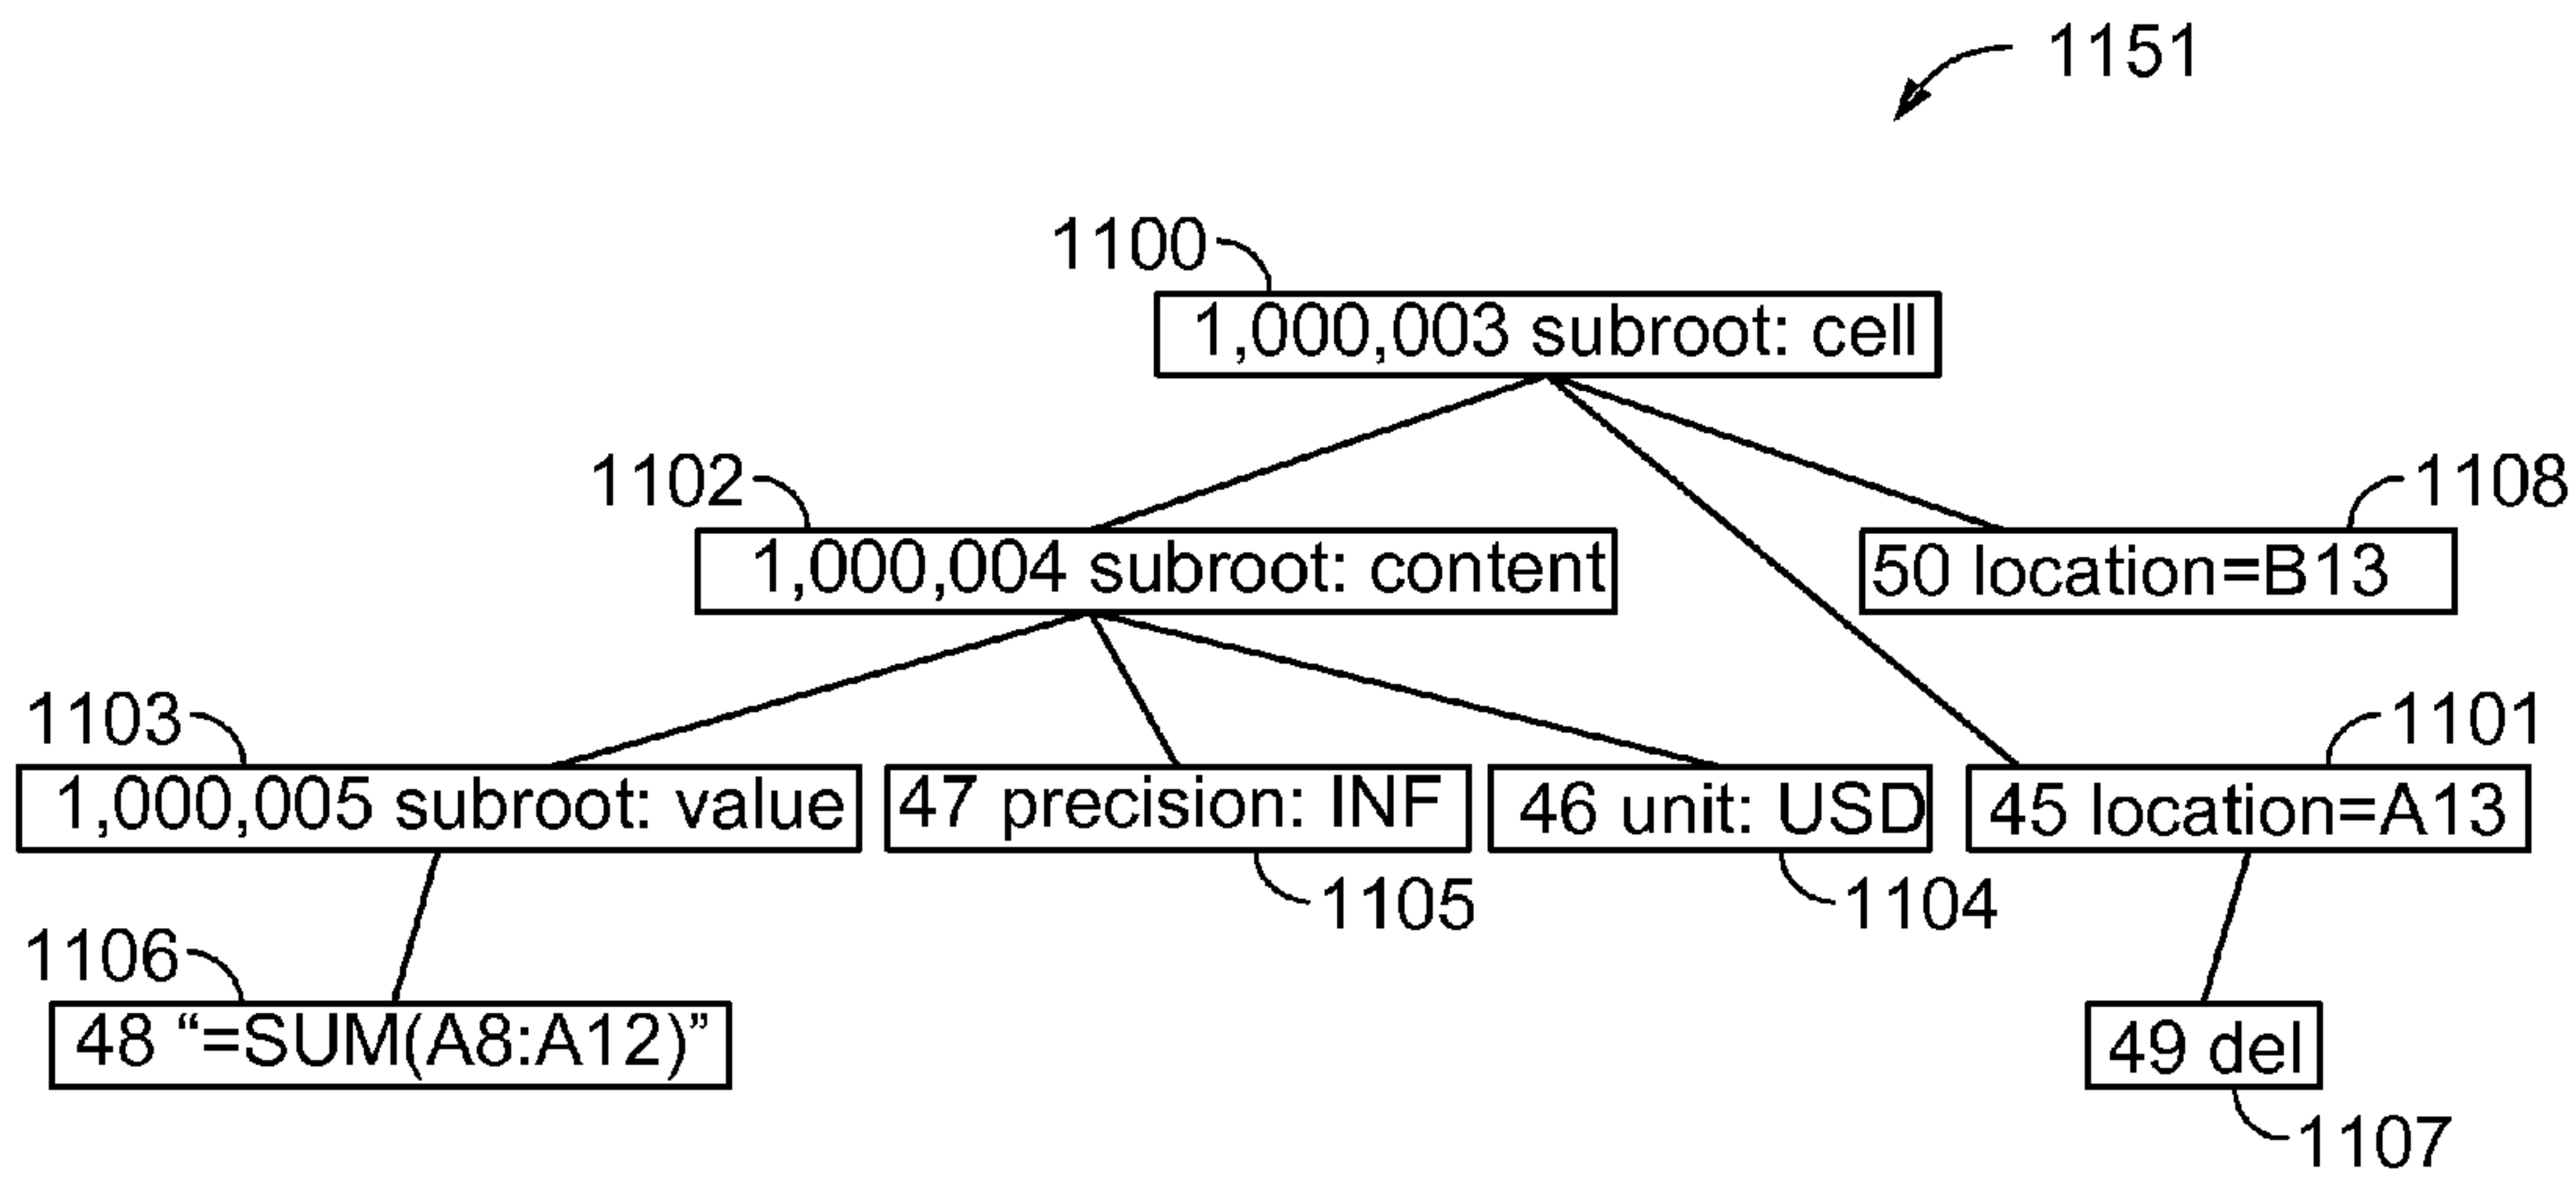 1151
1100
1,000,003 subroot: cell
1102
1108
1,000,004 subroot: content
50 location=B13
1103
1101
1,000,005 subroot: value
47 precision: INF
46 unit: USD
45 location=A13
1105
1104
1106
48 “=SUM(A8:A12)”
49 del
1107